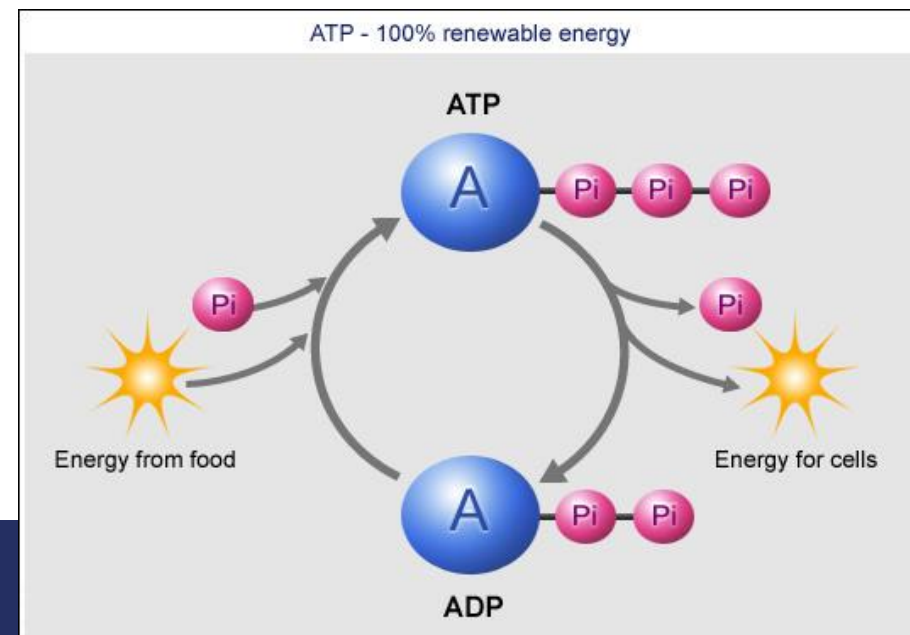 ATP - 100% renewable energy
ATP
A
Pi Pi Pi
Pi
Pi
Energy from food
Energy for cells
A
Pi Pi
ADP